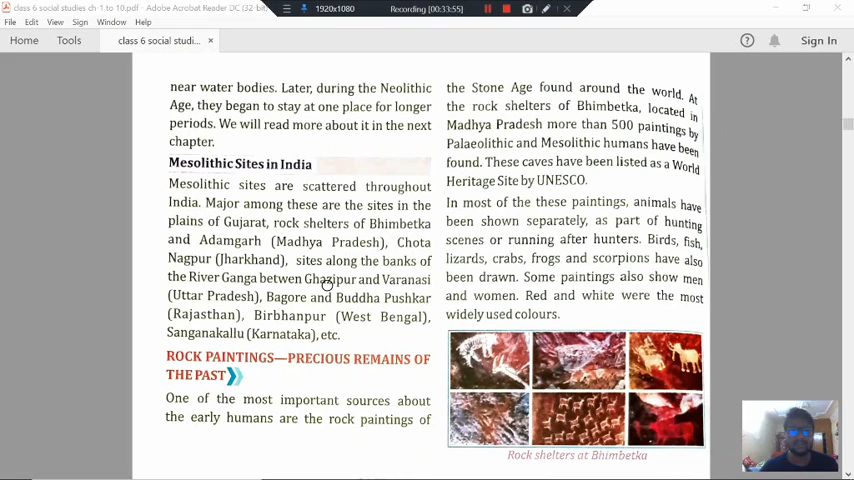 class 6 social studies ch-1 to 10.pdf - Adobe Acrobat Reader DC (32-bit)
1920x1080
Recording (00:33:55)
File Edit View Sign Window Help
Home Tools class 6 social studi... × Sign In
near water bodies. Later, during the Neolithic
Age, they began to stay at one place for longer
periods. We will read more about it in the next
chapter.
Mesolithic Sites in India
Mesolithic sites are scattered throughout
India. Major among these are the sites in the
plains of Gujarat, rock shelters of Bhimbetka
and Adamgarh (Madhya Pradesh), Chota
Nagpur (Jharkhand), sites along the banks of
the River Ganga betwen Ghazipur and Varanasi
(Uttar Pradesh), Bagore and Buddha Pushkar
(Rajasthan), Birbhanpur (West Bengal),
Sanganakallu (Karnataka), etc.
ROCK PAINTINGS—PRECIOUS REMAINS OF
THE PAST
One of the most important sources about
the early humans are the rock paintings of
the Stone Age found around the world. At
the rock shelters of Bhimbetka, located in
Madhya Pradesh more than 500 paintings by
Palaeolithic and Mesolithic humans have been
found. These caves have been listed as a World
Heritage Site by UNESCO.
In most of the these paintings, animals have
been shown separately, as part of hunting
scenes or running after hunters. Birds, fish,
lizards, crabs, frogs and scorpions have also
been drawn. Some paintings also show men
and women. Red and white were the most
widely used colours.
Rock shelters at Bhimbetka